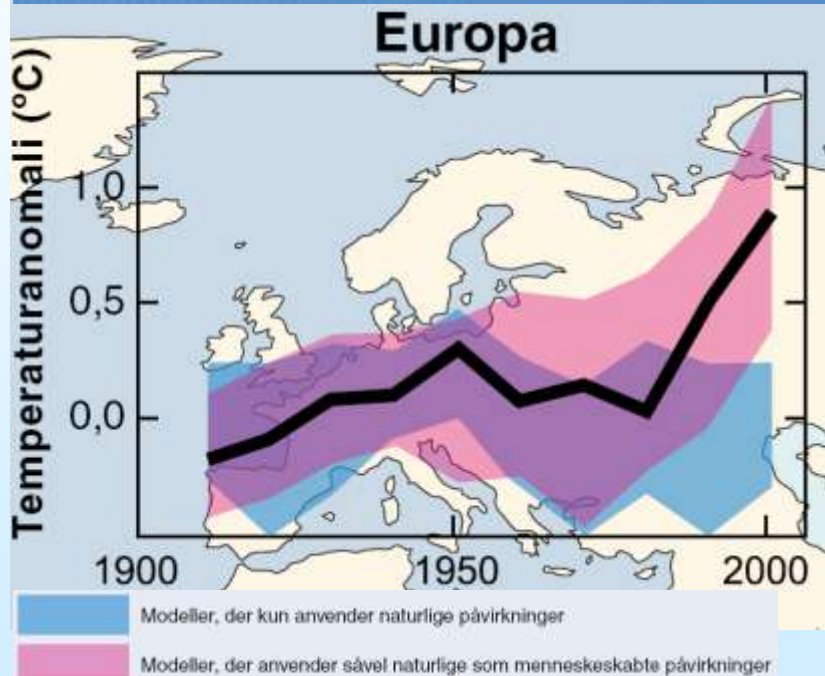 Europa
Temperaturanomali (°C)
1,0
0,5
0,0
1900 1950 2000
Modeller, der kun anvender naturlige påvirkninger
Modeller, der anvender såvel naturlige som menneskeskabte påvirkninger